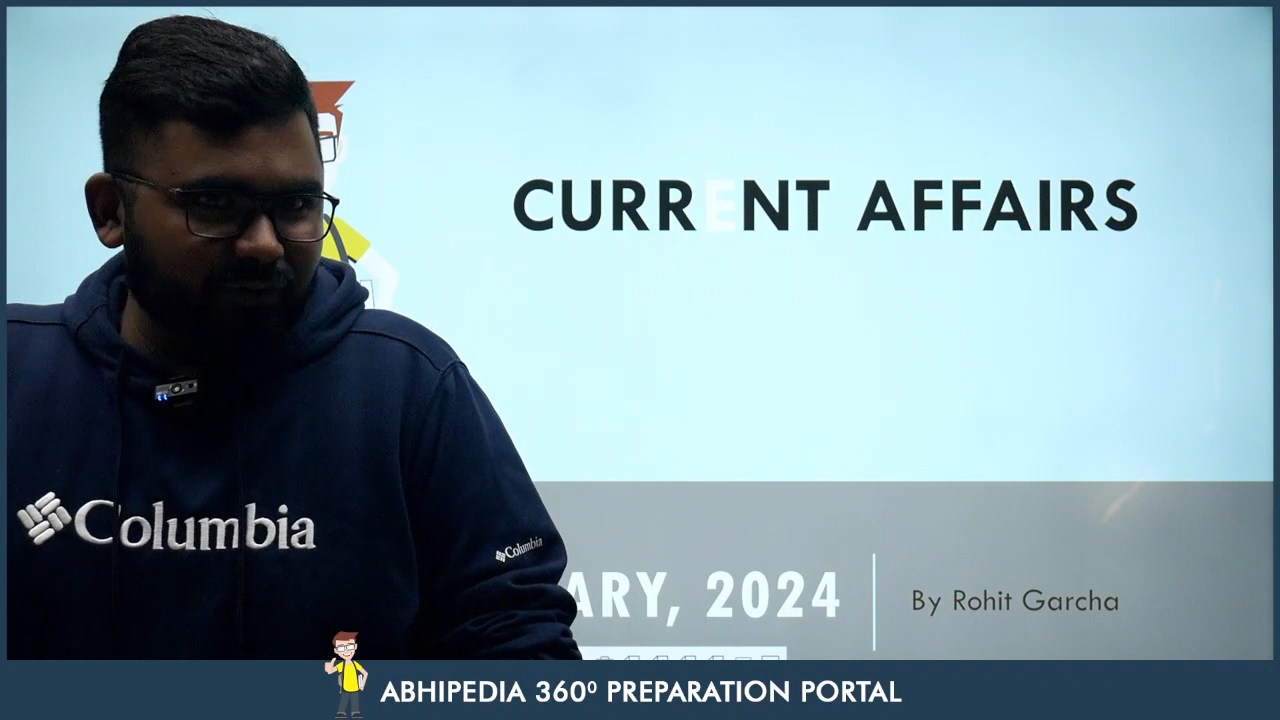 CURRENT AFFAIRS
Columbia
Columbia
ARY, 2024
By Rohit Garcha
ABHIPEDIA 360⁰ PREPARATION PORTAL